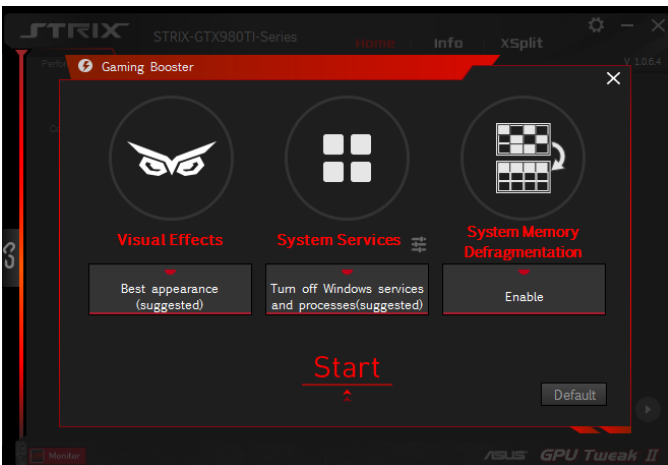 STRIX
STRIX-GTX980TI-Series
Home
Info
XSplit
V 1.0.6.4
Gaming Booster
Visual Effects
System Services
System Memory
Defragmentation
Best appearance
(suggested)
Turn off Windows services
and processes(suggested)
Enable
Start
Default
Monitor
ASUS GPU Tweak II